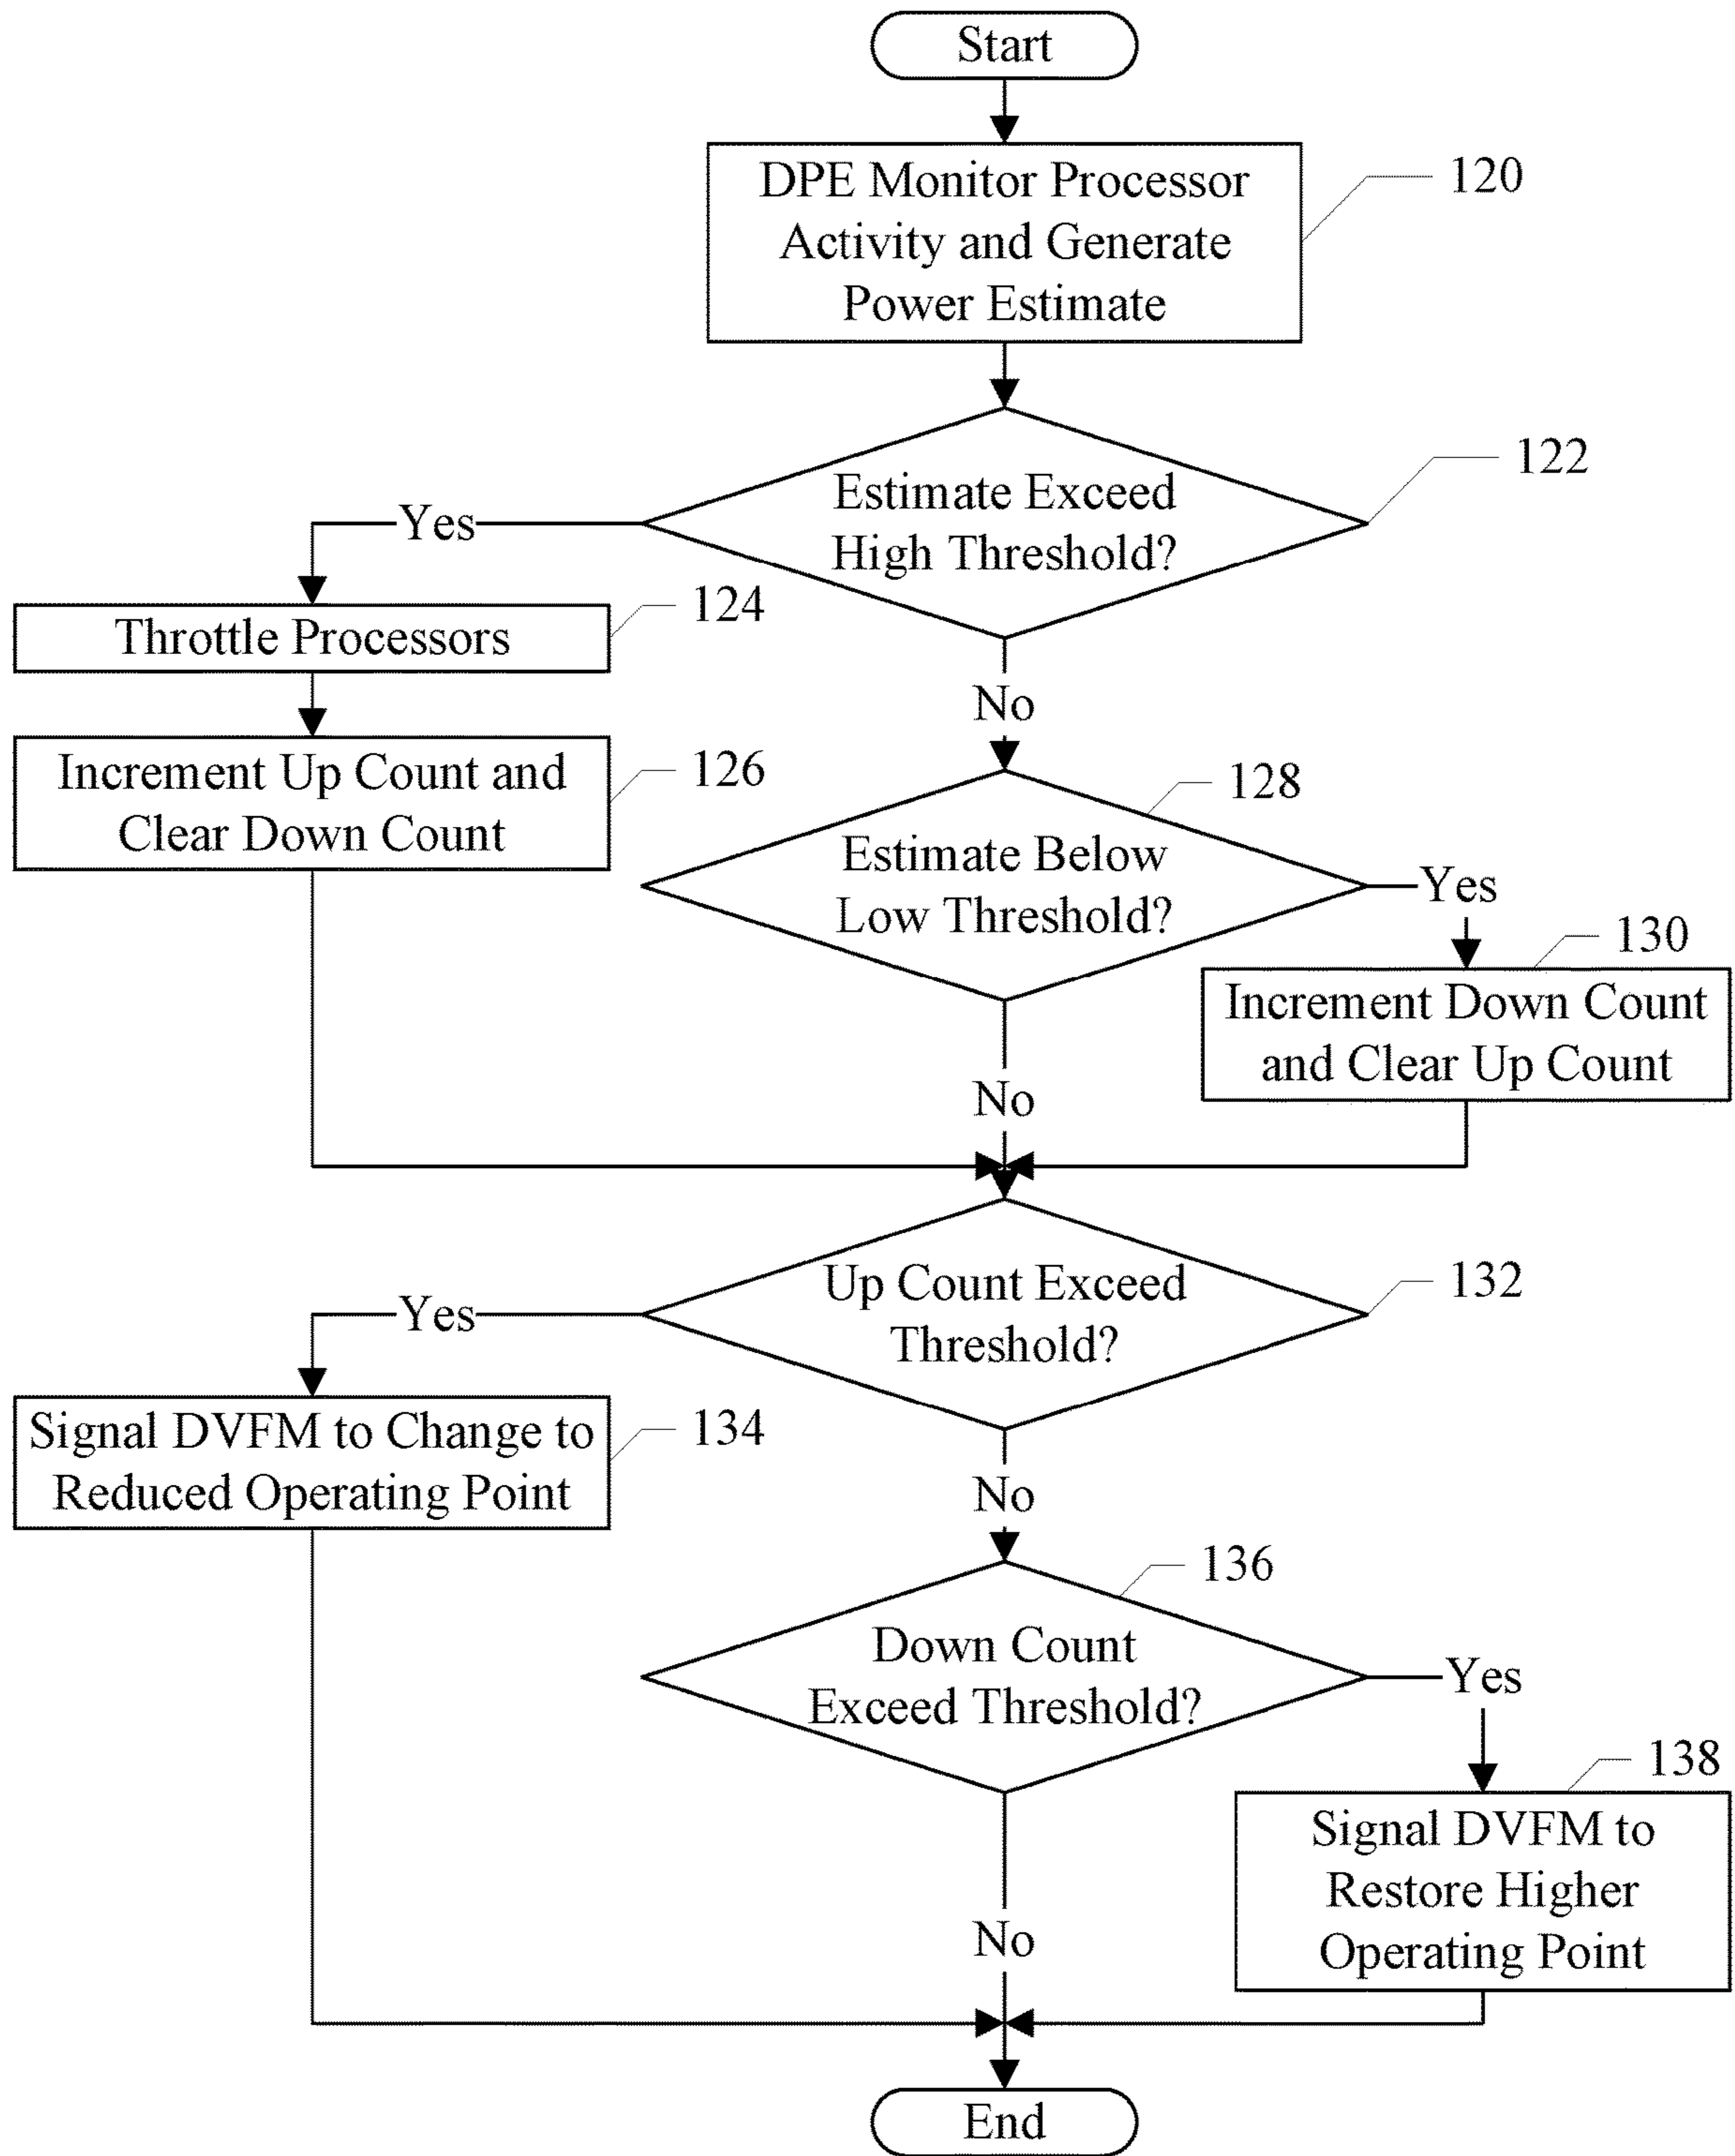 Start
DPE Monitor Processor
Activity and Generate
Power Estimate
120
Estimate Exceed
High Threshold?
122
Yes
Throttle Processors
124
No
Increment Up Count and
Clear Down Count
126
Estimate Below
Low Threshold?
128
Yes
Increment Down Count
and Clear Up Count
130
No
Up Count Exceed
Threshold?
132
Yes
Signal DVFM to Change to
Reduced Operating Point
134
No
Down Count
Exceed Threshold?
136
Yes
Signal DVFM to
Restore Higher
Operating Point
138
No
End